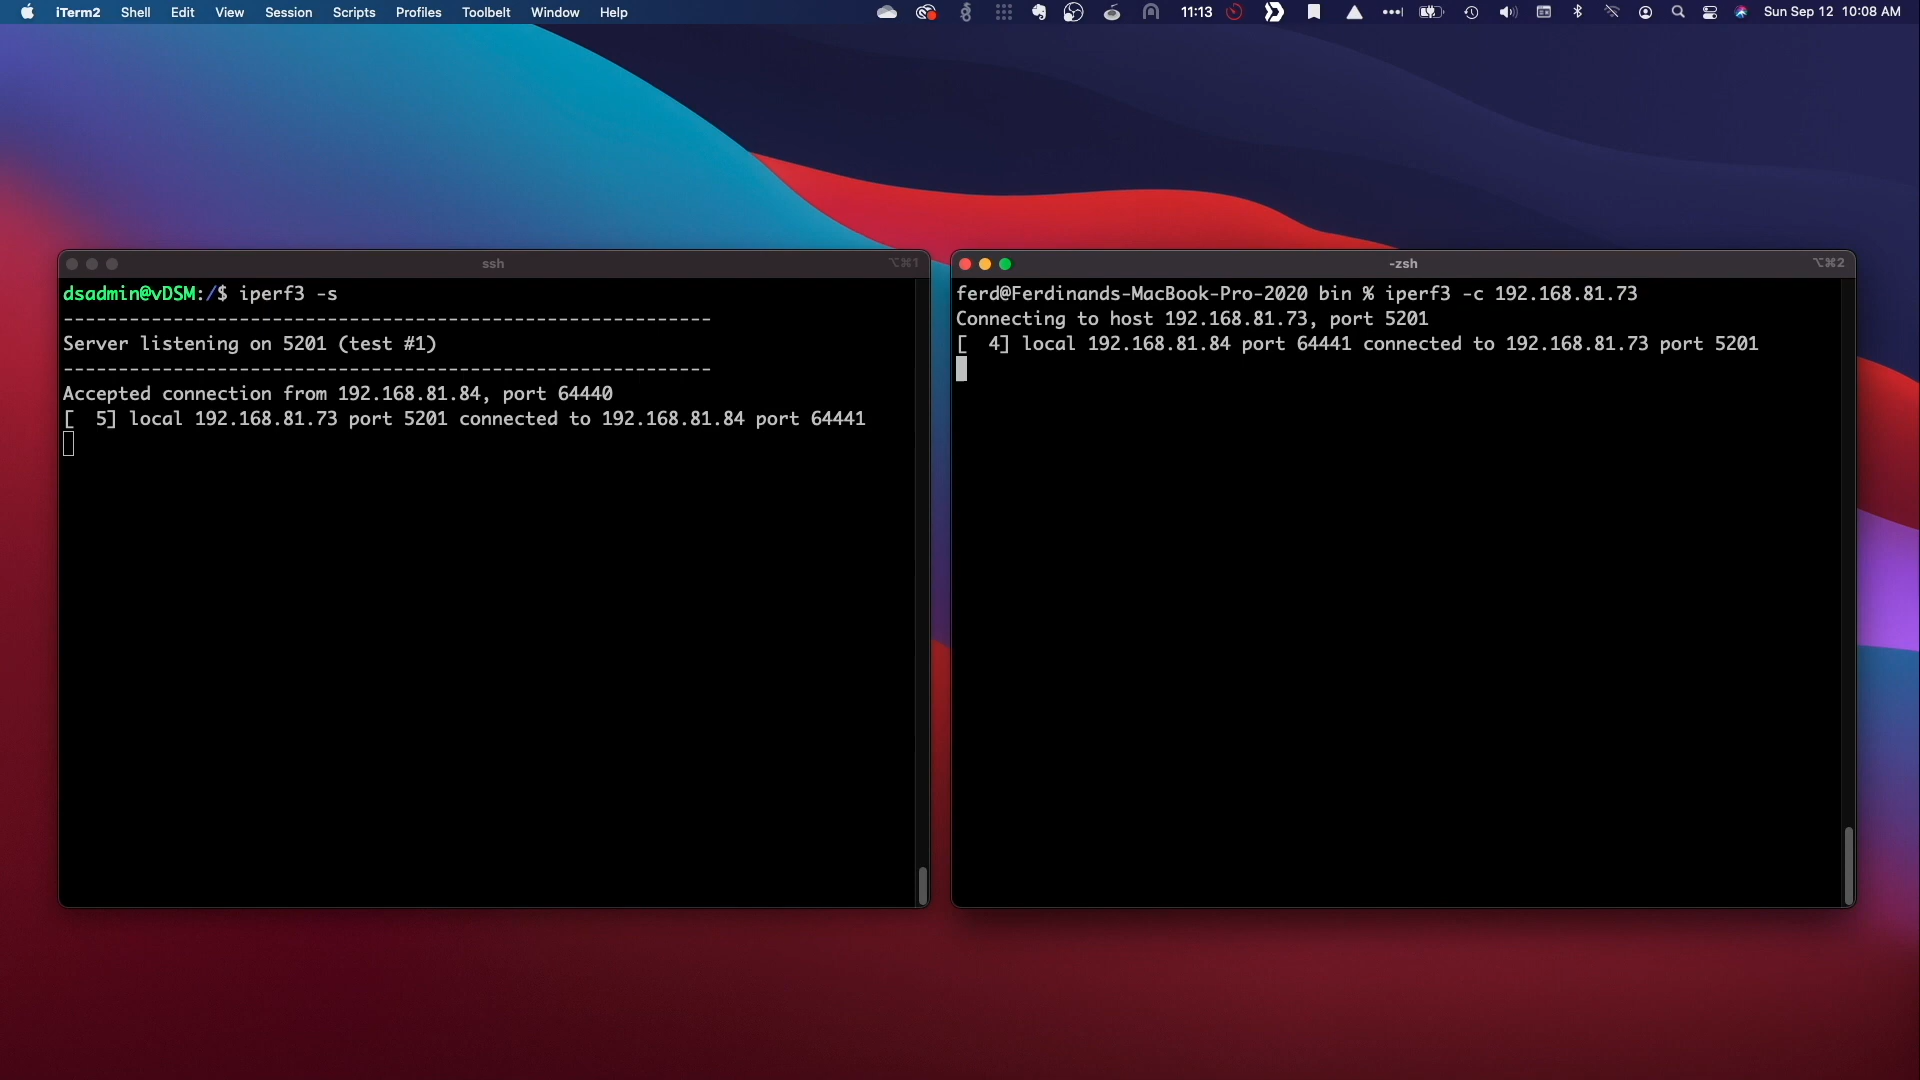 iTerm2 Shell Edit View Session Scripts Profiles Toolbelt Window Help 11:13 Sun Sep 12 10:08 AM
ssh ⌥⌘1
dsadmin@vDSM:/$ iperf3 -s
-----------------------------------------------------------
Server listening on 5201 (test #1)
-----------------------------------------------------------
Accepted connection from 192.168.81.84, port 64440
[  5] local 192.168.81.73 port 5201 connected to 192.168.81.84 port 64441
-zsh ⌥⌘2
ferd@Ferdinands-MacBook-Pro-2020 bin % iperf3 -c 192.168.81.73
Connecting to host 192.168.81.73, port 5201
[  4] local 192.168.81.84 port 64441 connected to 192.168.81.73 port 5201